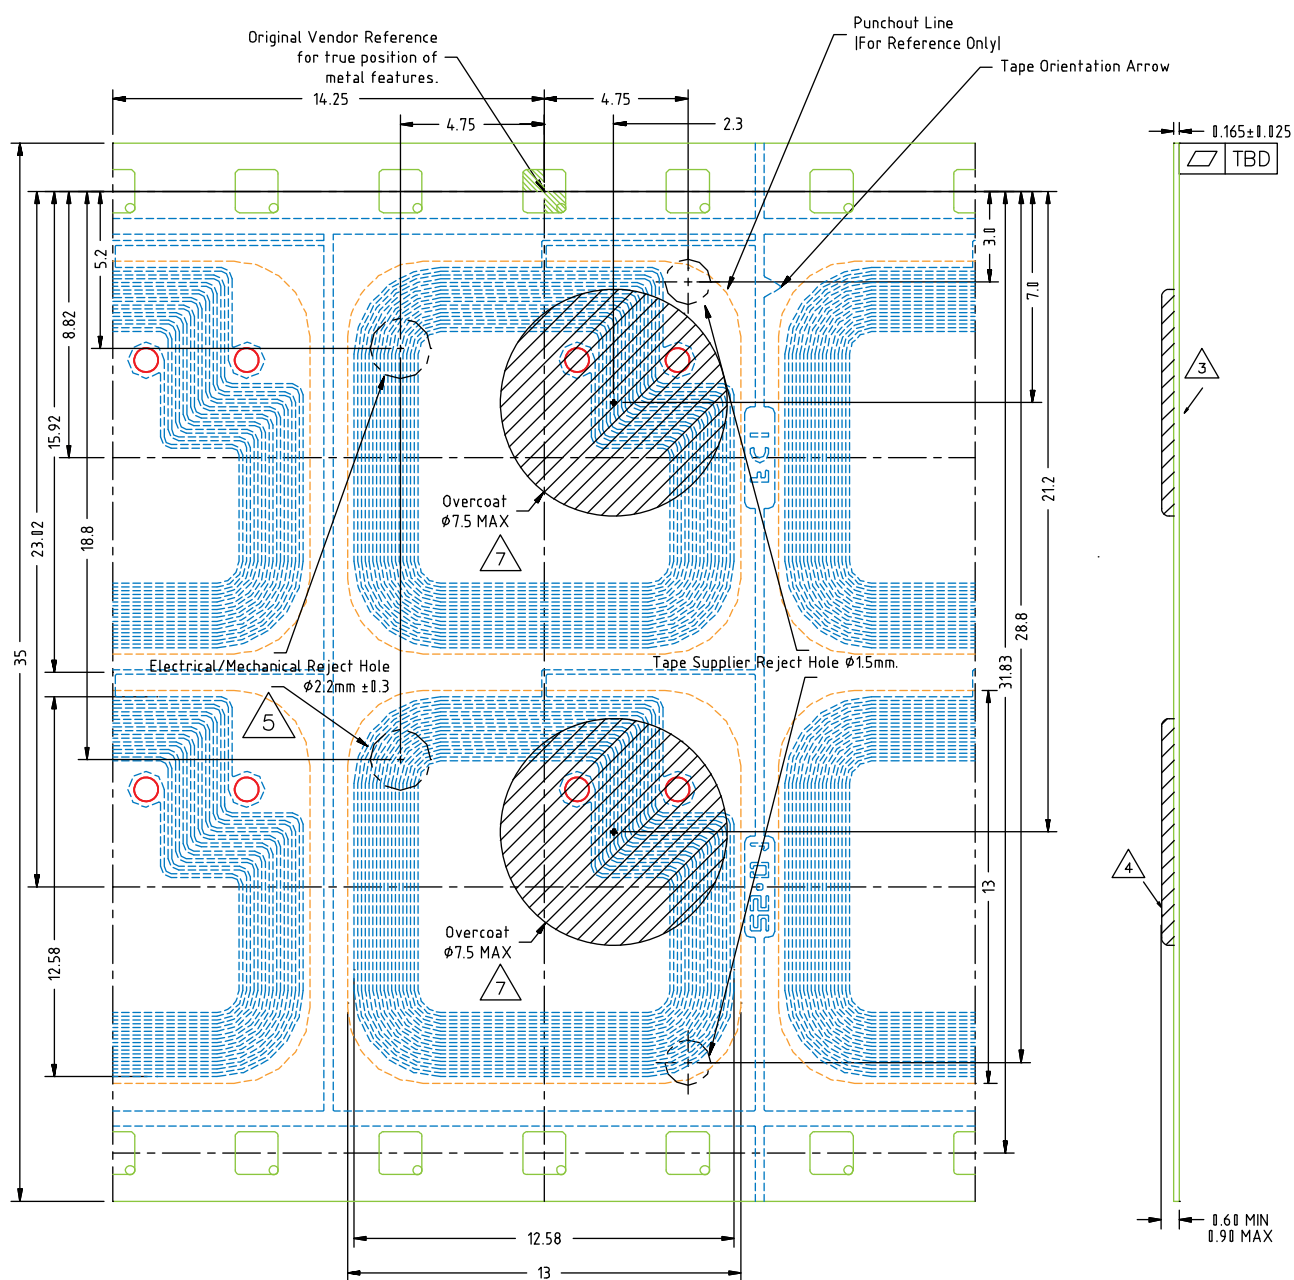 Punchout Line
|For Reference Only|
Original Vendor Reference
for true position of
metal features.
Tape Orientation Arrow
14.25
4.75
4.75
2.3
0.165±0.025
TBD
5.2
8.82
15.92
23.02
18.8
35
12.58
3.0
7.0
21.2
28.8
31.83
13
3
4
ECI
Overcoat
Ø7.5 MAX
7
Electrical/Mechanical Reject Hole
Ø2.2mm ±0.3
5
Tape Supplier Reject Hole Ø1.5mm.
Overcoat
Ø7.5 MAX
7
12.58
13
0.60 MIN
0.90 MAX